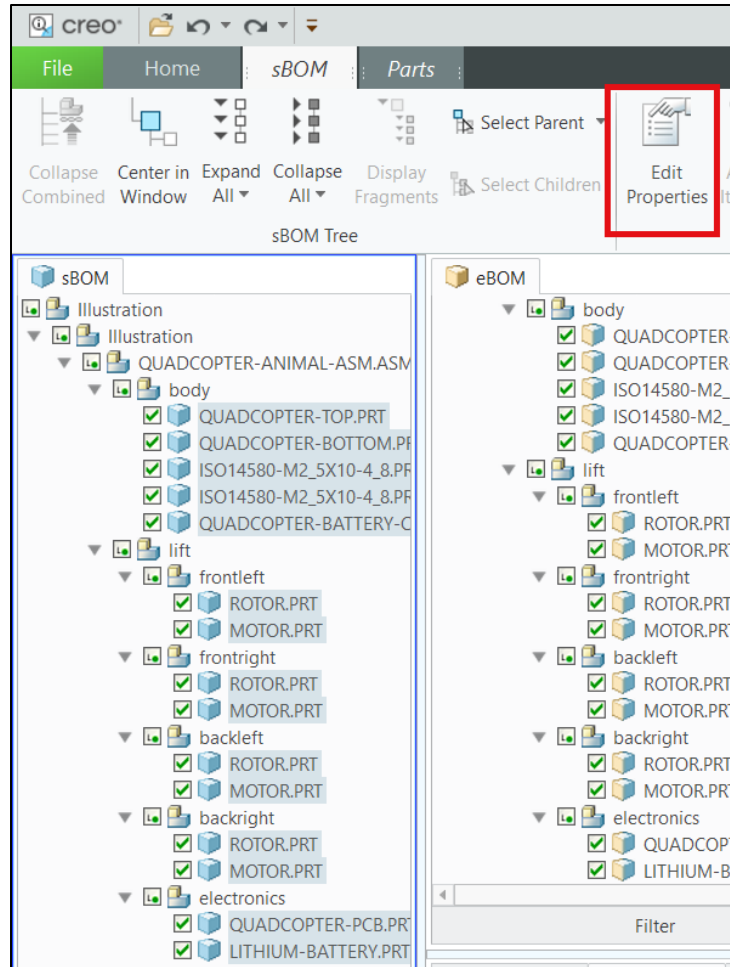 creo°
File Home sBOM Parts
Collapse Combined
Center in Window
Expand All
Collapse All
Display Fragments
Select Parent
Select Children
Edit Properties
sBOM Tree
sBOM
Illustration
Illustration
QUADCOPTER-ANIMAL-ASM.ASM
body
QUADCOPTER-TOP.PRT
QUADCOPTER-BOTTOM.PR
ISO14580-M2_5X10-4_8.PR
ISO14580-M2_5X10-4_8.PR
QUADCOPTER-BATTERY-C
lift
frontleft
ROTOR.PRT
MOTOR.PRT
frontright
ROTOR.PRT
MOTOR.PRT
backleft
ROTOR.PRT
MOTOR.PRT
backright
ROTOR.PRT
MOTOR.PRT
electronics
QUADCOPTER-PCB.PRT
LITHIUM-BATTERY.PRT
eBOM
body
QUADCOPTER-
QUADCOPTER-
ISO14580-M2_
ISO14580-M2_
QUADCOPTER-
lift
frontleft
ROTOR.PRT
MOTOR.PRT
frontright
ROTOR.PRT
MOTOR.PRT
backleft
ROTOR.PRT
MOTOR.PRT
backright
ROTOR.PRT
MOTOR.PRT
electronics
QUADCOPT
LITHIUM-B
Filter